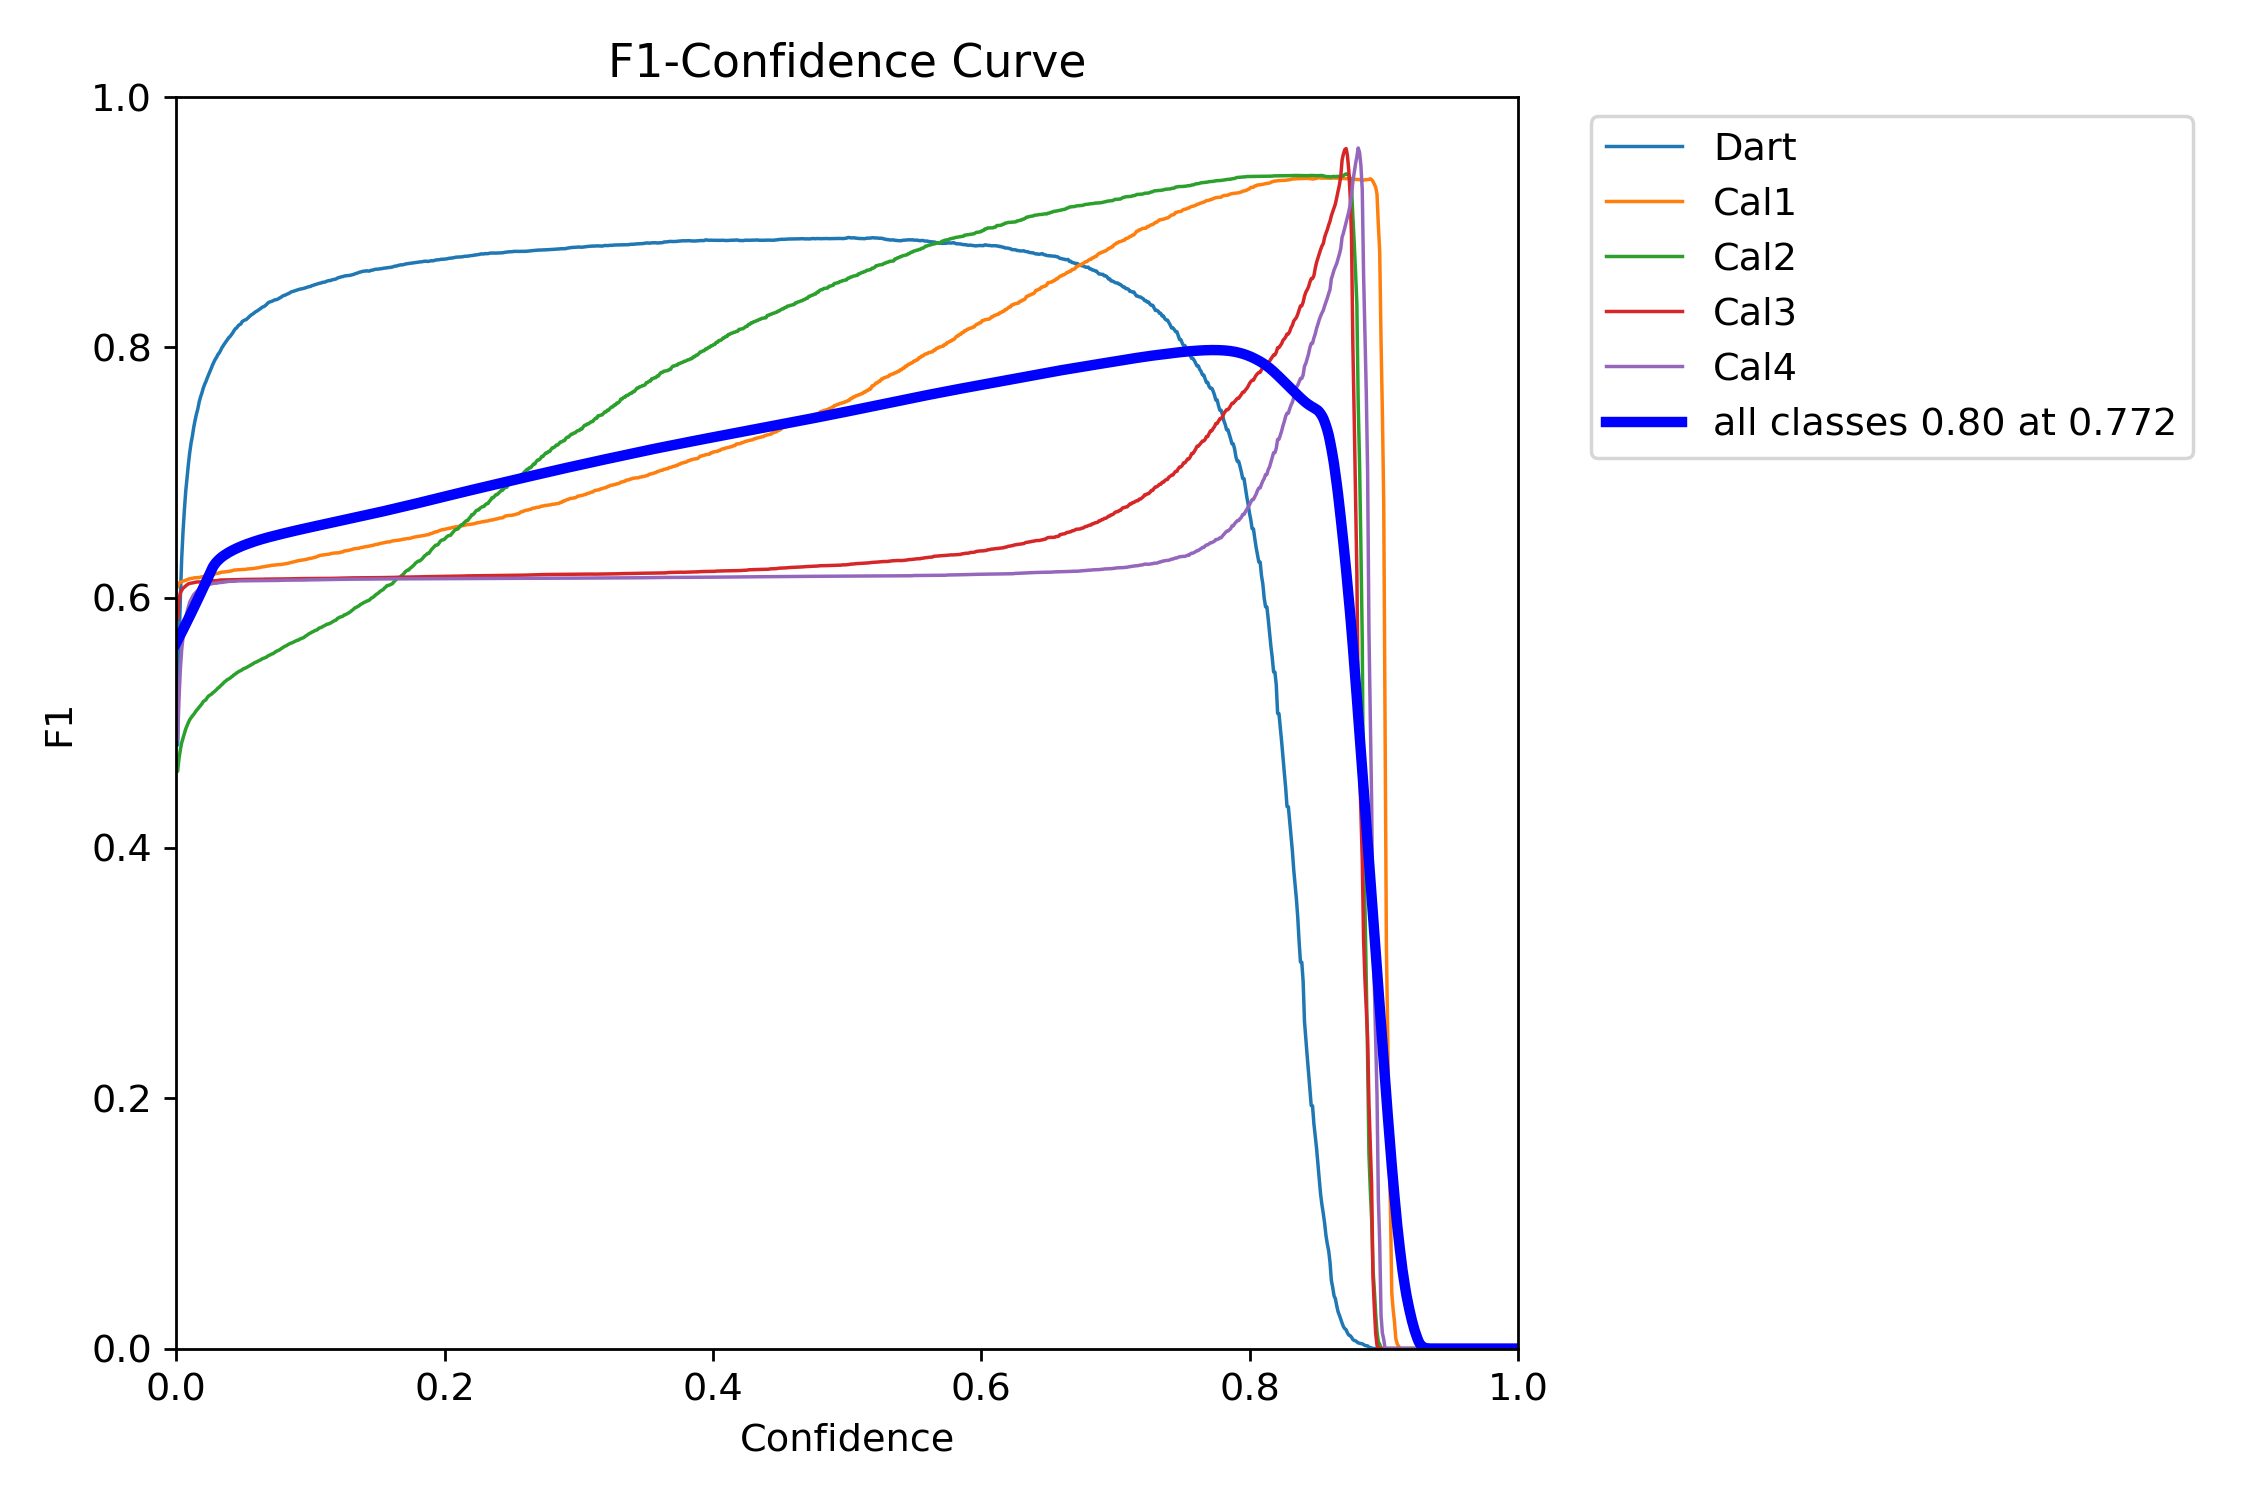 F1-Confidence Curve
1.0
0.8
0.6
0.4
0.2
0.0
F1
0.0 0.2 0.4 0.6 0.8 1.0
Confidence
Dart
Cal1
Cal2
Cal3
Cal4
all classes 0.80 at 0.772